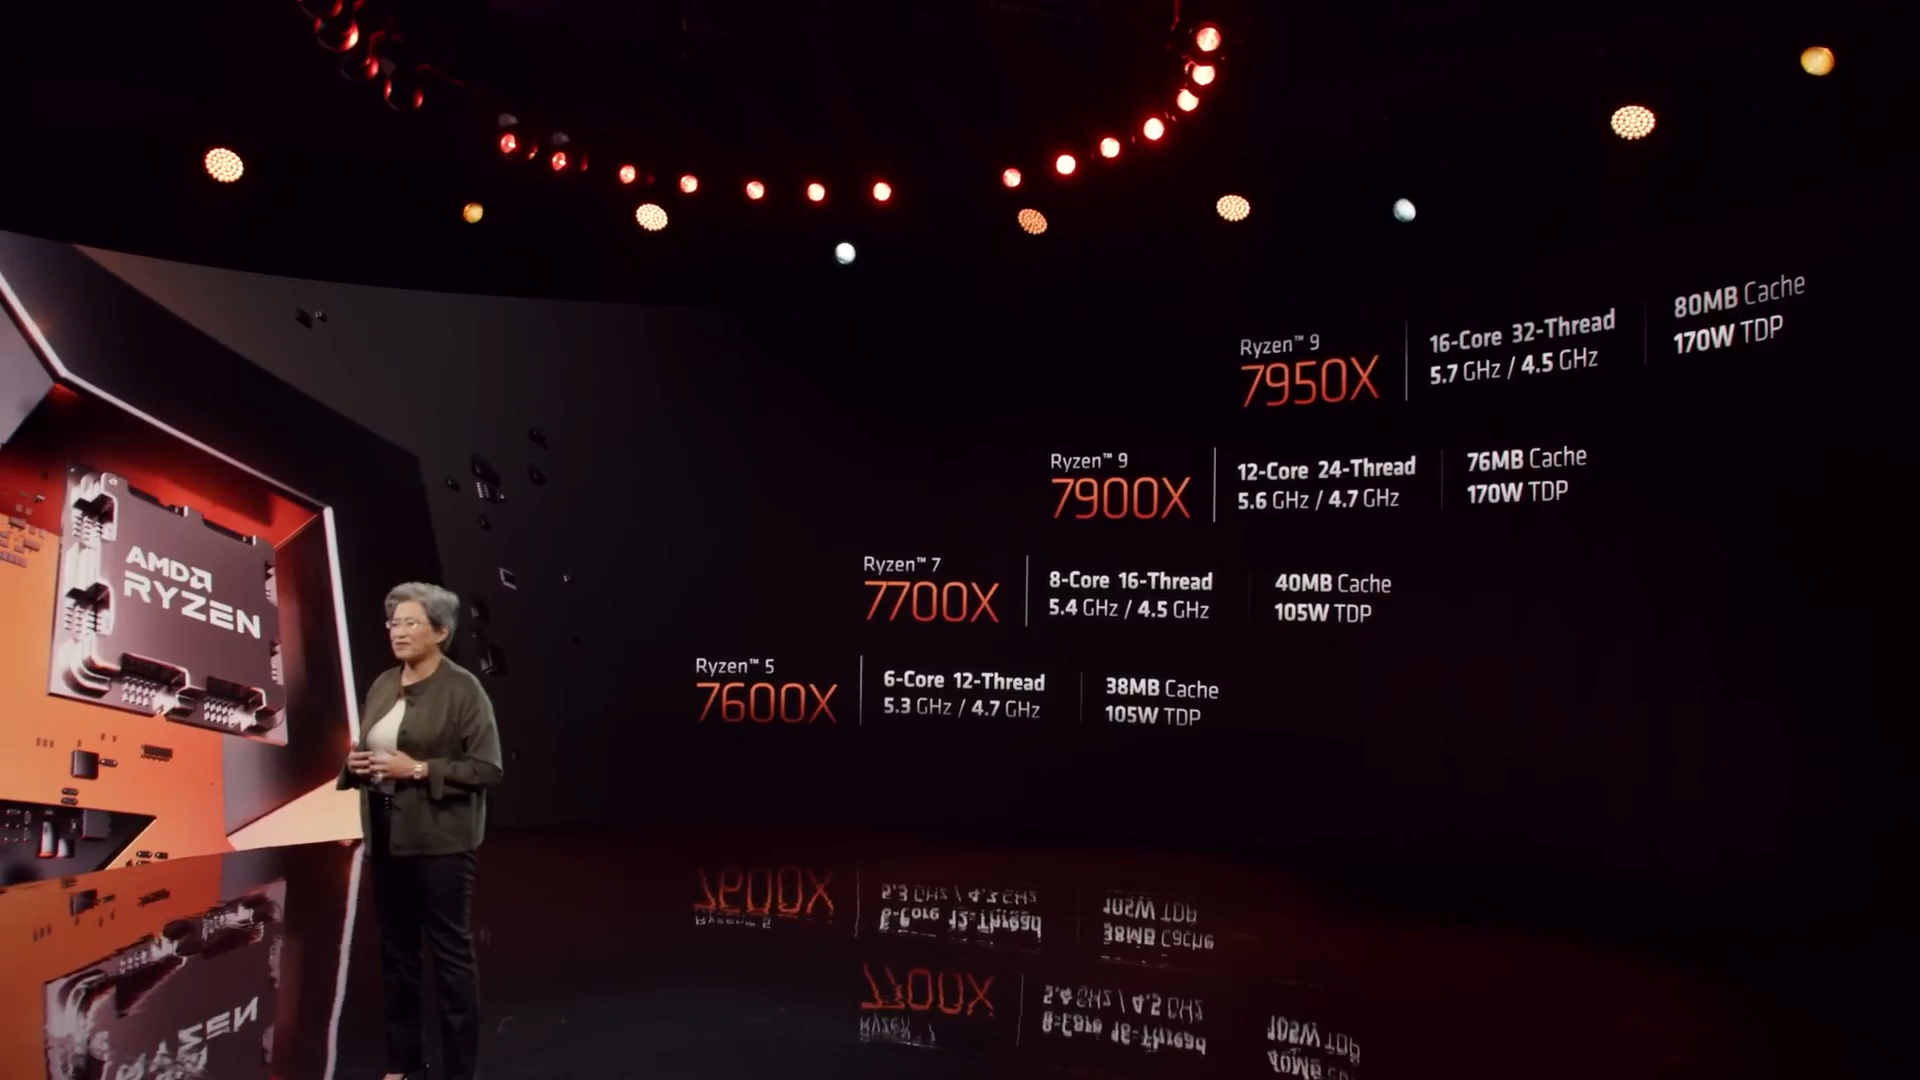 Ryzen™ 9
7950X
16-Core 32-Thread
5.7 GHz / 4.5 GHz
80MB Cache
170W TDP
Ryzen™ 9
7900X
12-Core 24-Thread
5.6 GHz / 4.7 GHz
76MB Cache
170W TDP
Ryzen™ 7
7700X
8-Core 16-Thread
5.4 GHz / 4.5 GHz
40MB Cache
105W TDP
Ryzen™ 5
7600X
6-Core 12-Thread
5.3 GHz / 4.7 GHz
38MB Cache
105W TDP
AMD
RYZEN